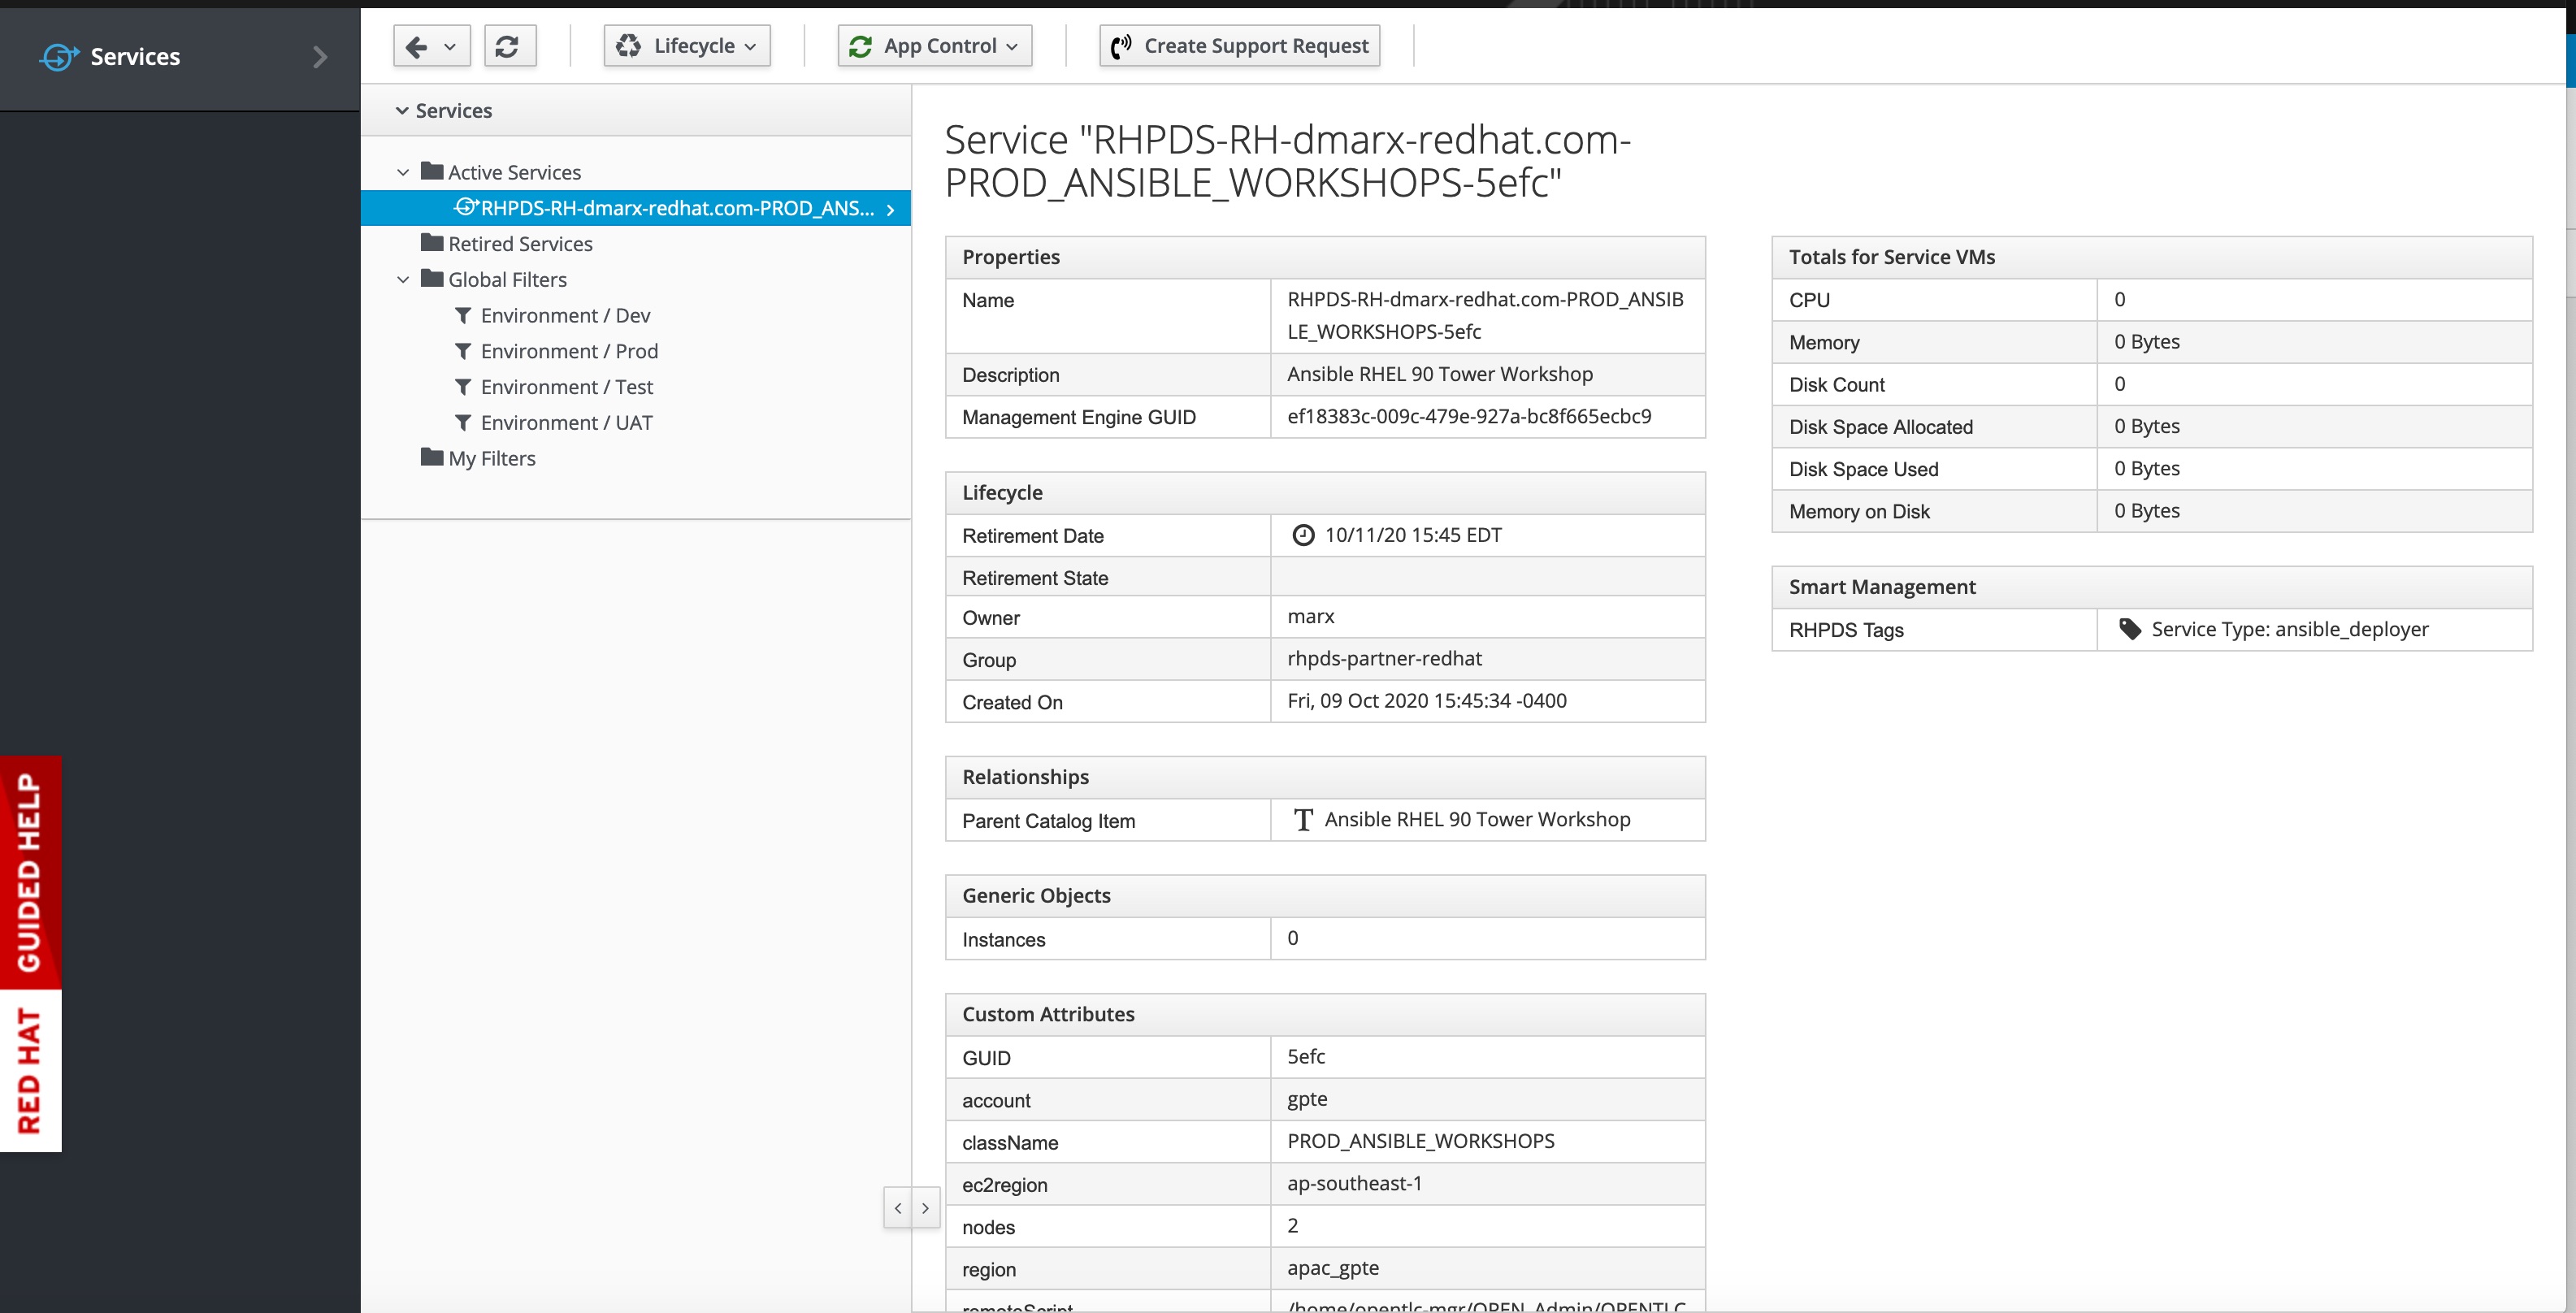 Services
Lifecycle
App Control
Create Support Request
Services
Active Services
RHPDS-RH-dmarx-redhat.com-PROD_ANS...
Retired Services
Global Filters
Environment / Dev
Environment / Prod
Environment / Test
Environment / UAT
My Filters
GUIDED HELP
RED HAT
Service "RHPDS-RH-dmarx-redhat.com-
PROD_ANSIBLE_WORKSHOPS-5efc"
Properties
Name RHPDS-RH-dmarx-redhat.com-PROD_ANSIB
LE_WORKSHOPS-5efc
Description Ansible RHEL 90 Tower Workshop
Management Engine GUID ef18383c-009c-479e-927a-bc8f665ecbc9
Lifecycle
Retirement Date 10/11/20 15:45 EDT
Retirement State
Owner marx
Group rhpds-partner-redhat
Created On Fri, 09 Oct 2020 15:45:34 -0400
Relationships
Parent Catalog Item T Ansible RHEL 90 Tower Workshop
Generic Objects
Instances 0
Custom Attributes
GUID 5efc
account gpte
className PROD_ANSIBLE_WORKSHOPS
ec2region ap-southeast-1
nodes 2
region apac_gpte
remoteScript /home/opentlc-mgr/OPEN_Admin/OPENTLC
Totals for Service VMs
CPU 0
Memory 0 Bytes
Disk Count 0
Disk Space Allocated 0 Bytes
Disk Space Used 0 Bytes
Memory on Disk 0 Bytes
Smart Management
RHPDS Tags Service Type: ansible_deployer